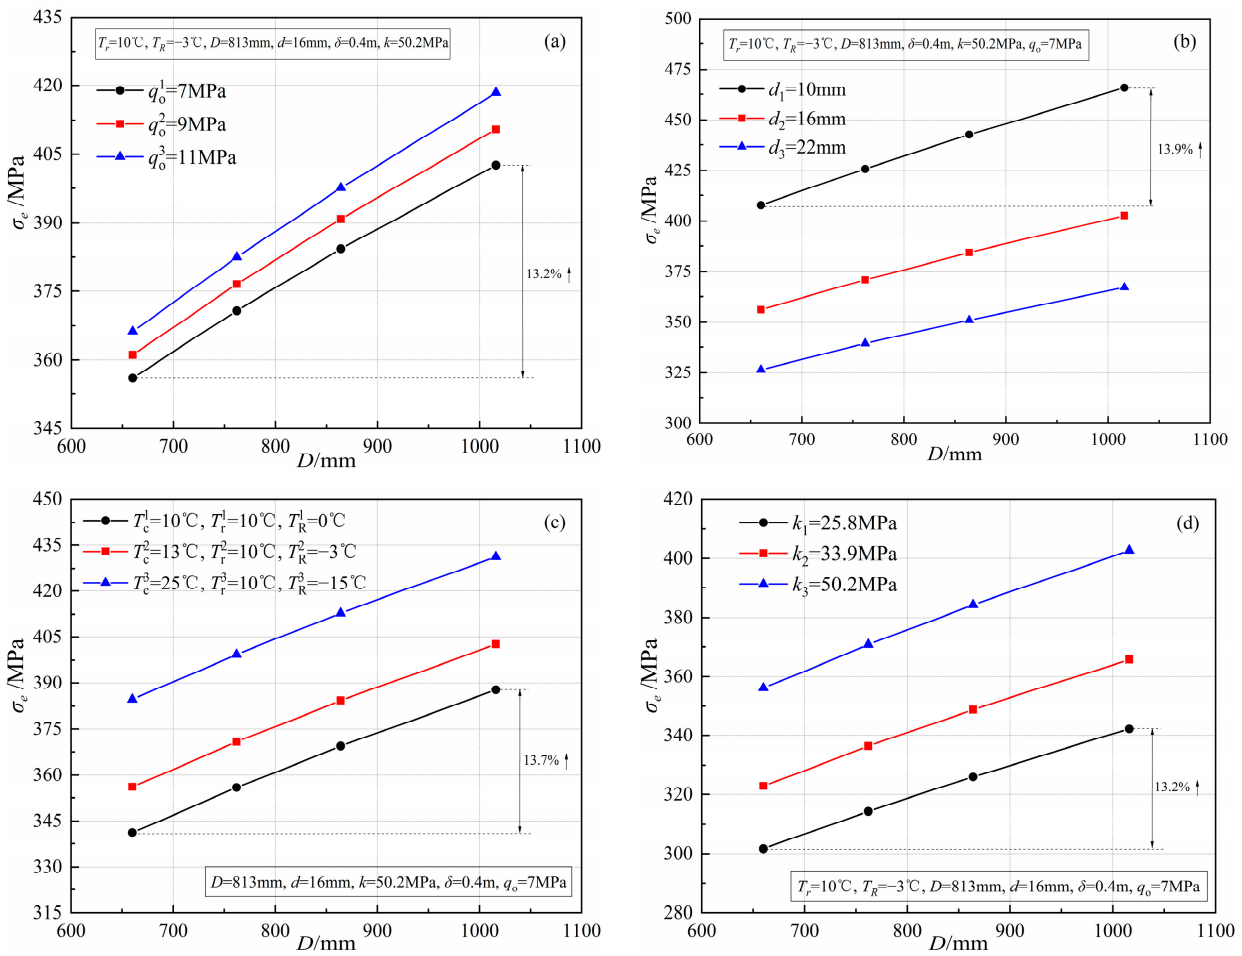 435
420
405
390
375
360
345
σe /MPa
Tr=10℃, TR=−3℃, D=813mm, d=16mm, δ=0.4m, k=50.2MPa
(a)
qo1=7MPa
qo2=9MPa
qo3=11MPa
13.2%
600 700 800 900 1000 1100
D/mm
500
475
450
425
400
375
350
325
300
σe /MPa
Tr=10℃, TR=−3℃, D=813mm, δ=0.4m, k=50.2MPa, qo=7MPa
(b)
d1=10mm
d2=16mm
d3=22mm
13.9%
600 700 800 900 1000 1100
D/mm
450
435
420
405
390
375
360
345
330
315
σe /MPa
Tc1=10℃, Tr1=10℃, TR1=0℃
(c)
Tc2=13℃, Tr2=10℃, TR2=−3℃
Tc3=25℃, Tr3=10℃, TR3=−15℃
13.7%
D=813mm, d=16mm, k=50.2MPa, δ=0.4m, qo=7MPa
600 700 800 900 1000 1100
D/mm
420
400
380
360
340
320
300
280
σe /MPa
k1=25.8MPa
(d)
k2=33.9MPa
k3=50.2MPa
13.2%
Tr=10℃, TR=−3℃, D=813mm, d=16mm, δ=0.4m, qo=7MPa
600 700 800 900 1000 1100
D/mm